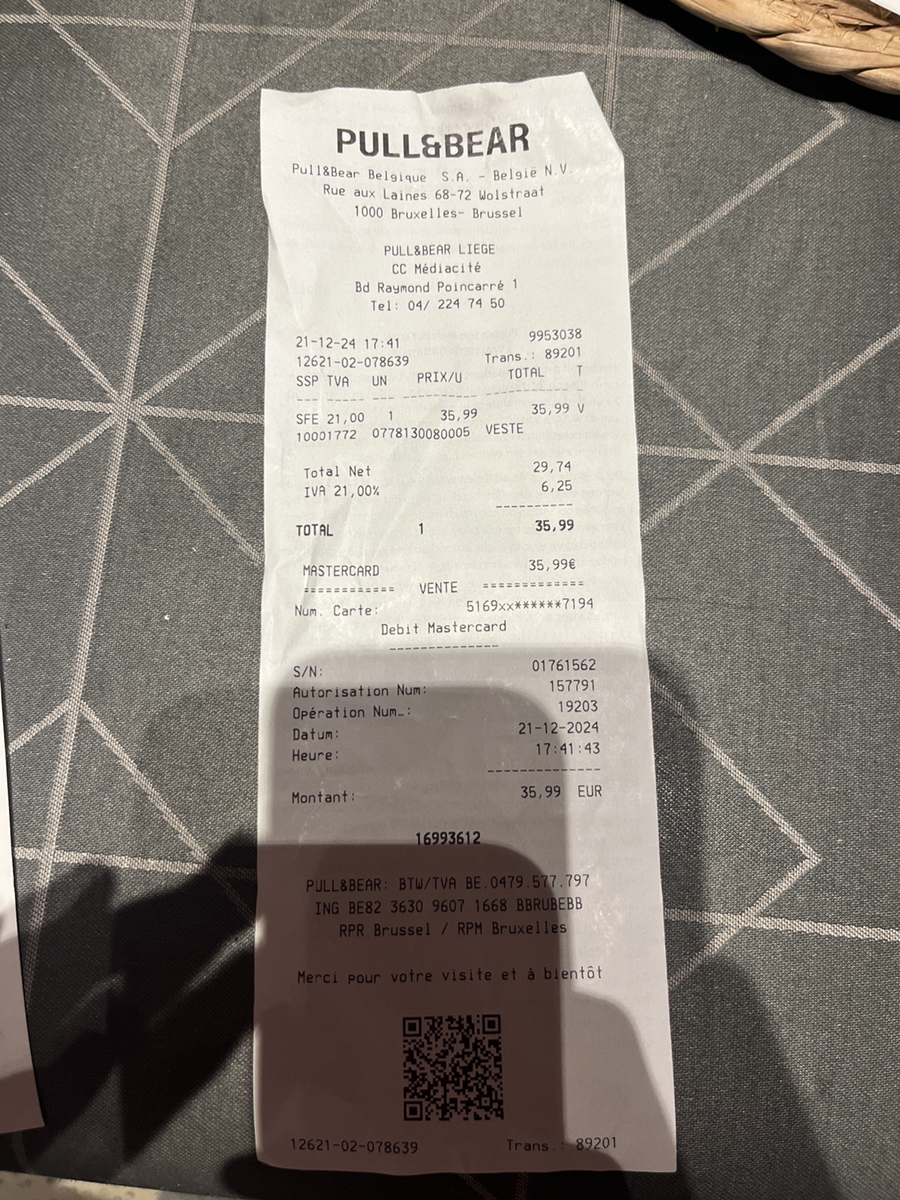 PULL&BEAR
Pull&Bear Belgique S.A. - België N.V.
Rue aux Laines 68-72 Wolstraat
1000 Bruxelles- Brussel
PULL&BEAR LIEGE
CC Médiacité
Bd Raymond Poincarré 1
Tel: 04/ 224 74 50
21-12-24 17:41 9953038
12621-02-078639 Trans.: 89201
SSP TVA UN PRIX/U TOTAL T
--- ----- --- ---------- ---------- -
SFE 21,00 1 35,99 35,99 V
10001772 0778130080005 VESTE
Total Net 29,74
IVA 21,00% 6,25
----------
TOTAL 1 35,99
MASTERCARD 35,99€
============ VENTE =============
Num. Carte: 5169xx******7194
Debit Mastercard
--------------
S/N: 01761562
Autorisation Num: 157791
Opération Num.: 19203
Datum: 21-12-2024
Heure: 17:41:43
--------------
Montant: 35,99 EUR
16993612
PULL&BEAR: BTW/TVA BE.0479.577.797
ING BE82 3630 9607 1668 BBRUBEBB
RPR Brussel / RPM Bruxelles
Merci pour votre visite et à bientôt
12621-02-078639 Trans.: 89201